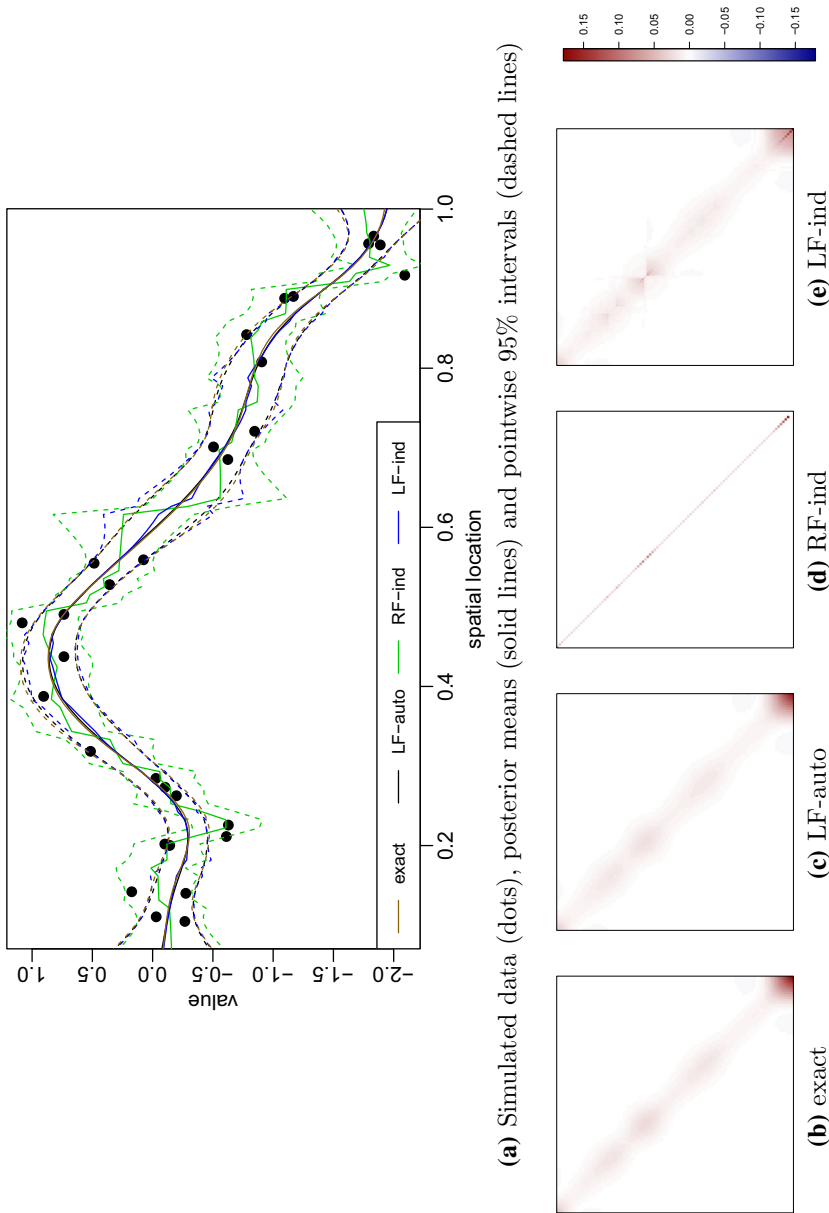 1.0
0.5
0.0
−0.5
−1.0
−1.5
−2.0
value
0.2
0.4
0.6
0.8
1.0
spatial location
exact
LF−auto
RF−ind
LF−ind
(a) Simulated data (dots), posterior means (solid lines) and pointwise 95% intervals (dashed lines)
0.15
0.10
0.05
0.00
−0.05
−0.10
−0.15
(b) exact
(c) LF-auto
(d) RF-ind
(e) LF-ind